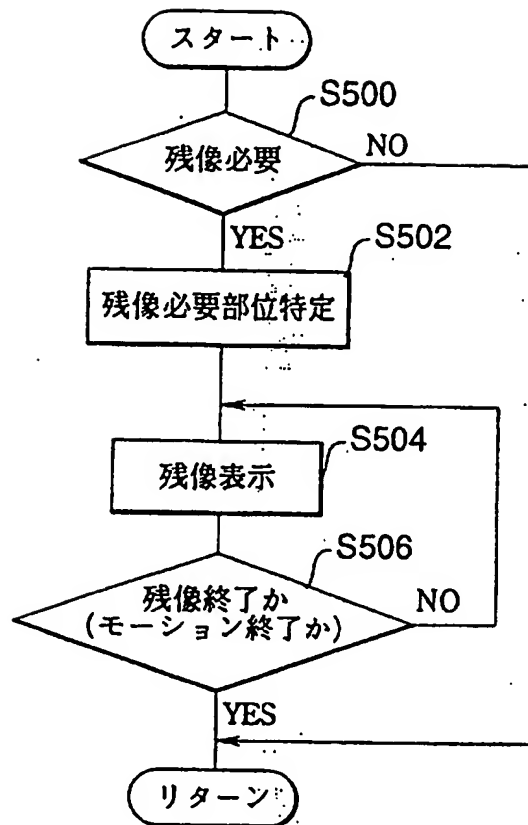 スタート
S500
残像必要
NO
YES
S502
残像必要部位特定
S504
残像表示
S506
残像終了か
(モーション終了か)
NO
YES
リターン